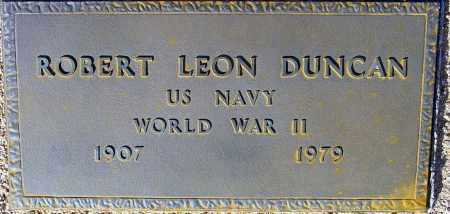 ROBERT LEON DUNCAN
US NAVY
WORLD WAR II
1907 1979